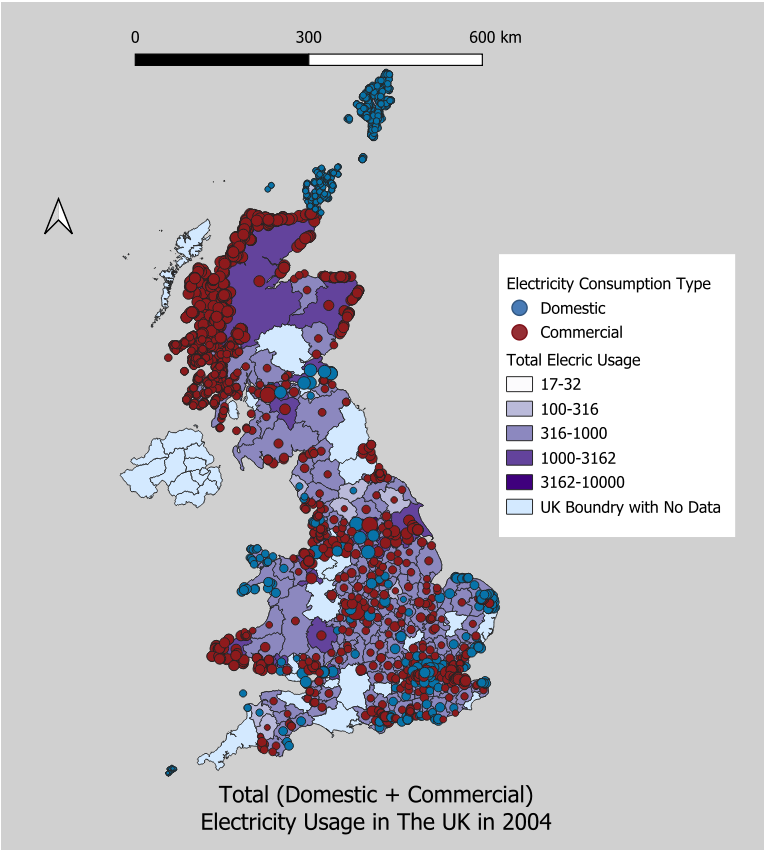 0 300 600 km
Electricity Consumption Type
Domestic
Commercial
Total Elecric Usage
17-32
100-316
316-1000
1000-3162
3162-10000
UK Boundry with No Data
Total (Domestic + Commercial)
Electricity Usage in The UK in 2004